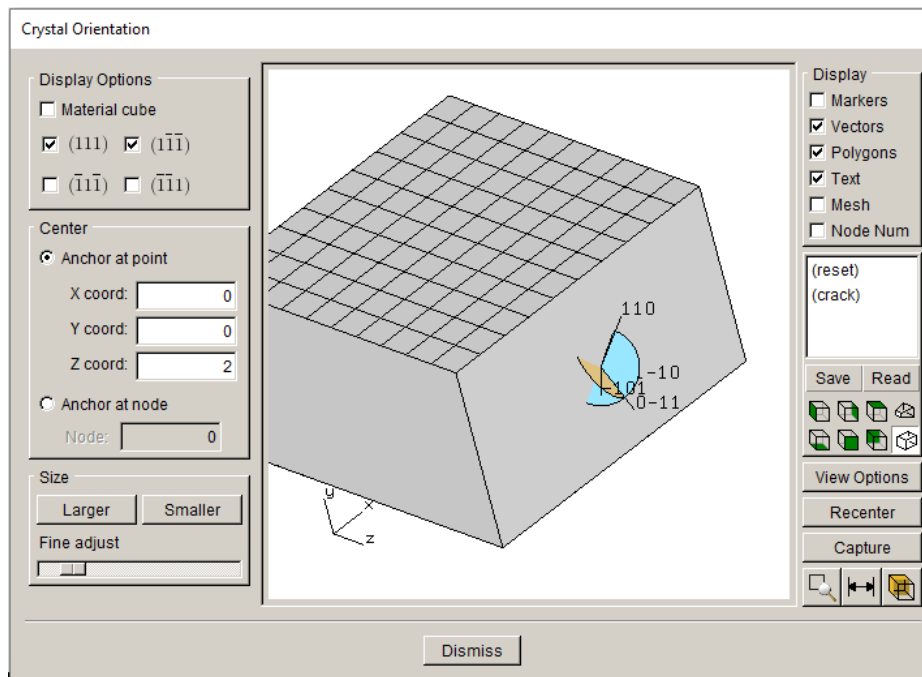 Crystal Orientation
Display Options
Material cube
(111) (11̅1̅)
(1̅11̅) (1̅1̅1)
Center
Anchor at point
X coord: 0
Y coord: 0
Z coord: 2
Anchor at node
Node: 0
Size
Larger Smaller
Fine adjust
110
-10
-101
0-11
y
x
z
Display
Markers
Vectors
Polygons
Text
Mesh
Node Num
(reset)
(crack)
Save Read
View Options
Recenter
Capture
Dismiss